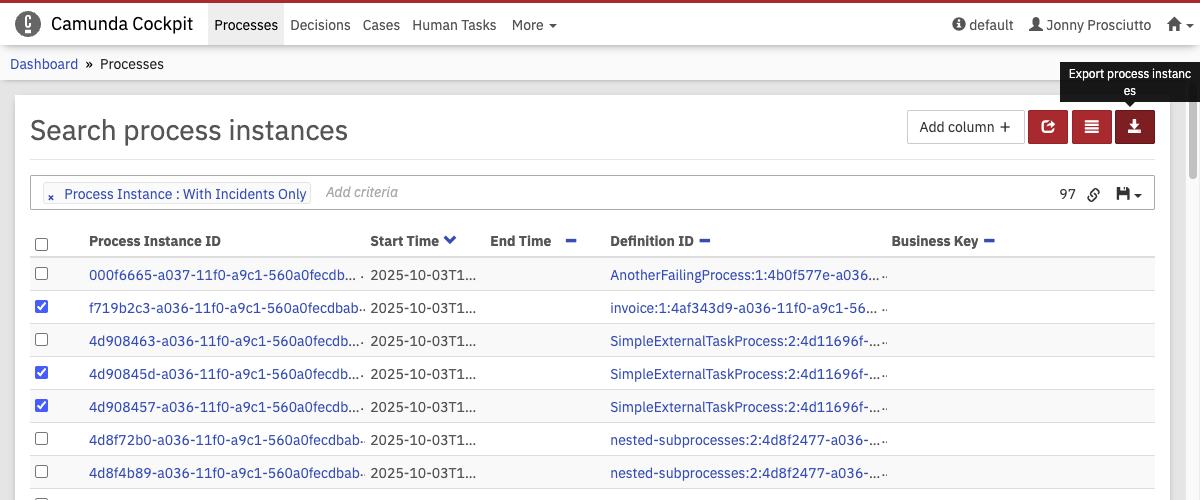 Camunda Cockpit Processes Decisions Cases Human Tasks More default Jonny Prosciutto
Dashboard » Processes
Export process instanc
es
Search process instances
Add column +
× Process Instance : With Incidents Only Add criteria 97
Process Instance ID Start Time End Time Definition ID Business Key
000f6665-a037-11f0-a9c1-560a0fecdb... 2025-10-03T1... AnotherFailingProcess:1:4b0f577e-a036...
f719b2c3-a036-11f0-a9c1-560a0fecdbab 2025-10-03T1... invoice:1:4af343d9-a036-11f0-a9c1-56...
4d908463-a036-11f0-a9c1-560a0fecdb... 2025-10-03T1... SimpleExternalTaskProcess:2:4d11696f-...
4d90845d-a036-11f0-a9c1-560a0fecdb... 2025-10-03T1... SimpleExternalTaskProcess:2:4d11696f-...
4d908457-a036-11f0-a9c1-560a0fecdb... 2025-10-03T1... SimpleExternalTaskProcess:2:4d11696f-...
4d8f72b0-a036-11f0-a9c1-560a0fecdbab 2025-10-03T1... nested-subprocesses:2:4d8f2477-a036-...
4d8f4b89-a036-11f0-a9c1-560a0fecdbab 2025-10-03T1... nested-subprocesses:2:4d8f2477-a036-...